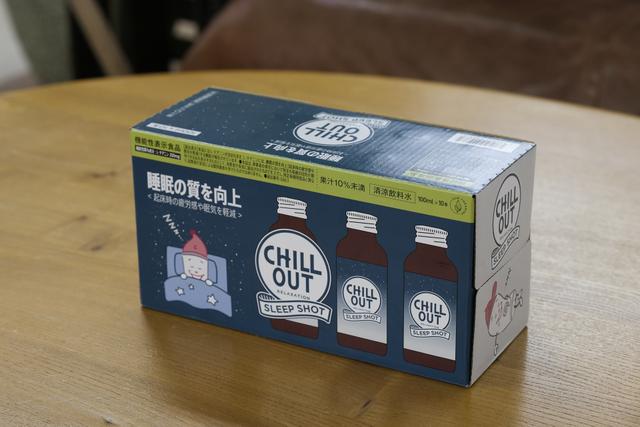 CHILL
OUT
SLEEP SHOT
睡眠の質を向上
機能性表示食品
果汁10%未満
清涼飲料水
100ml×10本
睡眠の質を向上
<起床時の疲労感や眠気を軽減>
zzz...
CHILL
OUT
RELAXATION
SLEEP SHOT
CHILL
OUT
SLEEP SHOT
CHILL
OUT
SLEEP SHOT
CHILL
OUT
SLEEP SHOT